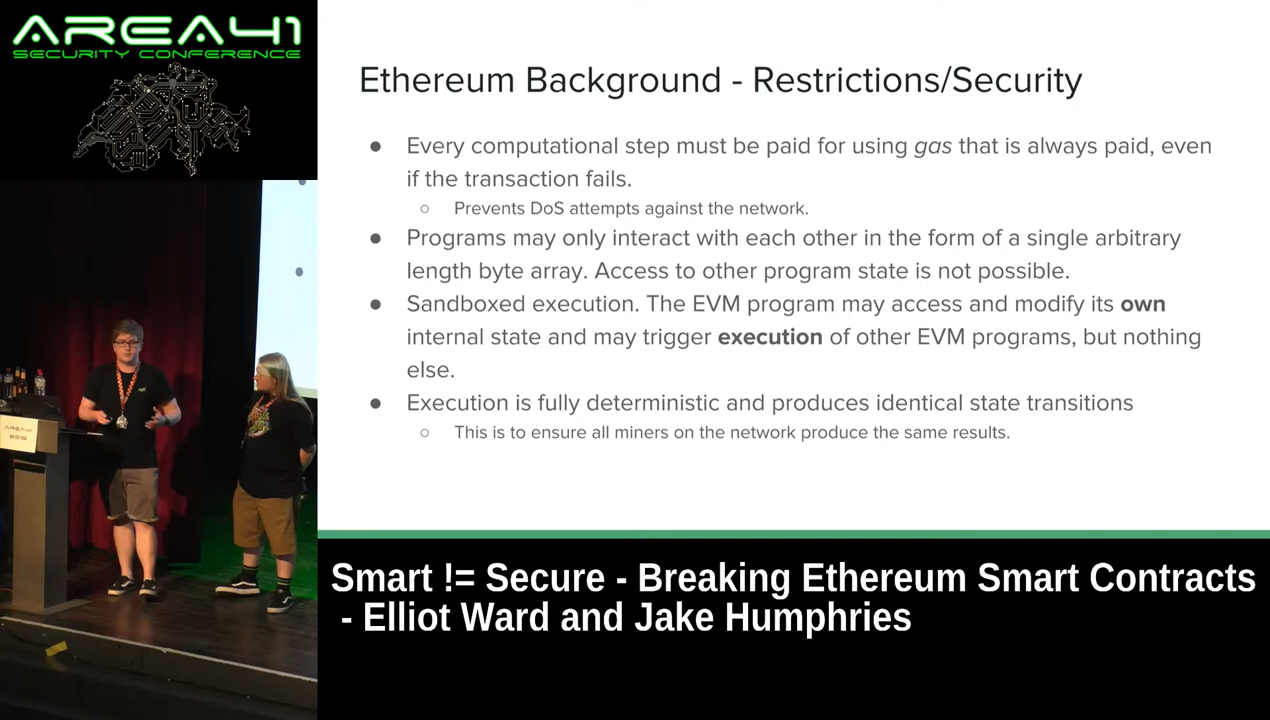 AREA41
SECURITY CONFERENCE
Ethereum Background - Restrictions/Security
● Every computational step must be paid for using gas that is always paid, even
if the transaction fails.
○ Prevents DoS attempts against the network.
● Programs may only interact with each other in the form of a single arbitrary
length byte array. Access to other program state is not possible.
● Sandboxed execution. The EVM program may access and modify its own
internal state and may trigger execution of other EVM programs, but nothing
else.
● Execution is fully deterministic and produces identical state transitions
○ This is to ensure all miners on the network produce the same results.
AREA41
Smart != Secure - Breaking Ethereum Smart Contracts
- Elliot Ward and Jake Humphries